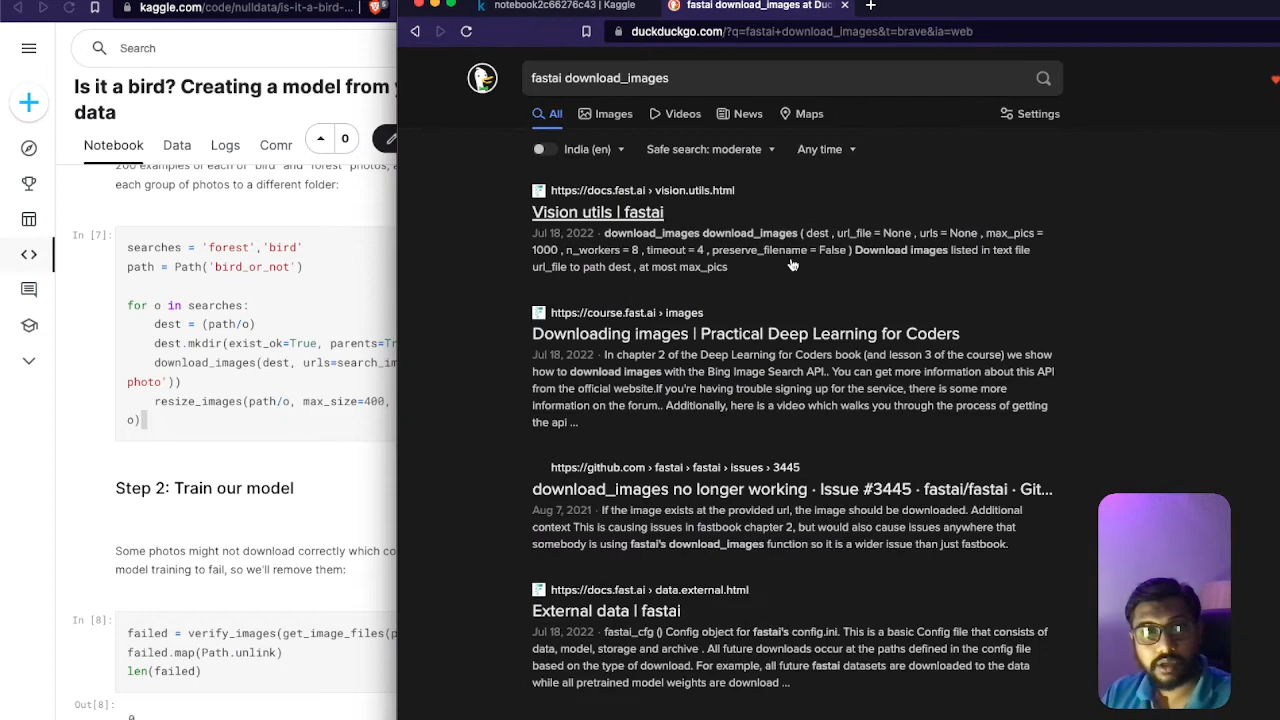 kaggle.com/code/nulldata/is-it-a-bird-...
Search
Is it a bird? Creating a model from
data
Notebook
Data
Logs
Comr
0
200 examples of each of 'bird' and 'forest' photos, a
each group of photos to a different folder:
In [7]:
searches = 'forest','bird'
path = Path('bird_or_not')
for o in searches:
dest = (path/o)
dest.mkdir(exist_ok=True, parents=Tr
download_images(dest, urls=search_im
photo'))
resize_images(path/o, max_size=400,
o)
Step 2: Train our model
Some photos might not download correctly which co
model training to fail, so we'll remove them:
In [8]:
failed = verify_images(get_image_files(p
failed.map(Path.unlink)
len(failed)
Out[8]:
0
notebook2c66276c43 | Kaggle
fastai download_images at Duc
duckduckgo.com/?q=fastai+download_images&t=brave&ia=web
fastai download_images
All
Images
Videos
News
Maps
Settings
India (en)
Safe search: moderate
Any time
https://docs.fast.ai › vision.utils.html
Vision utils | fastai
Jul 18, 2022 · download_images download_images ( dest , url_file = None , urls = None , max_pics =
1000 , n_workers = 8 , timeout = 4 , preserve_filename = False ) Download images listed in text file
url_file to path dest , at most max_pics
https://course.fast.ai › images
Downloading images | Practical Deep Learning for Coders
Jul 18, 2022 · In chapter 2 of the Deep Learning for Coders book (and lesson 3 of the course) we show
how to download images with the Bing Image Search API.. You can get more information about this API
from the official website.If you're having trouble signing up for the service, there is some more
information on the forum.. Additionally, here is a video which walks you through the process of getting
the api ...
https://github.com › fastai › fastai › issues › 3445
download_images no longer working · Issue #3445 · fastai/fastai · Git...
Aug 7, 2021 · If the image exists at the provided url, the image should be downloaded. Additional
context This is causing issues in fastbook chapter 2, but would also cause issues anywhere that
somebody is using fastai's download_images function so it is a wider issue than just fastbook.
https://docs.fast.ai › data.external.html
External data | fastai
Jul 18, 2022 · fastai_cfg () Config object for fastai's config.ini. This is a basic Config file that consists of
data, model, storage and archive . All future downloads occur at the paths defined in the config file
based on the type of download. For example, all future fastai datasets are downloaded to the data
while all pretrained model weights are download ...